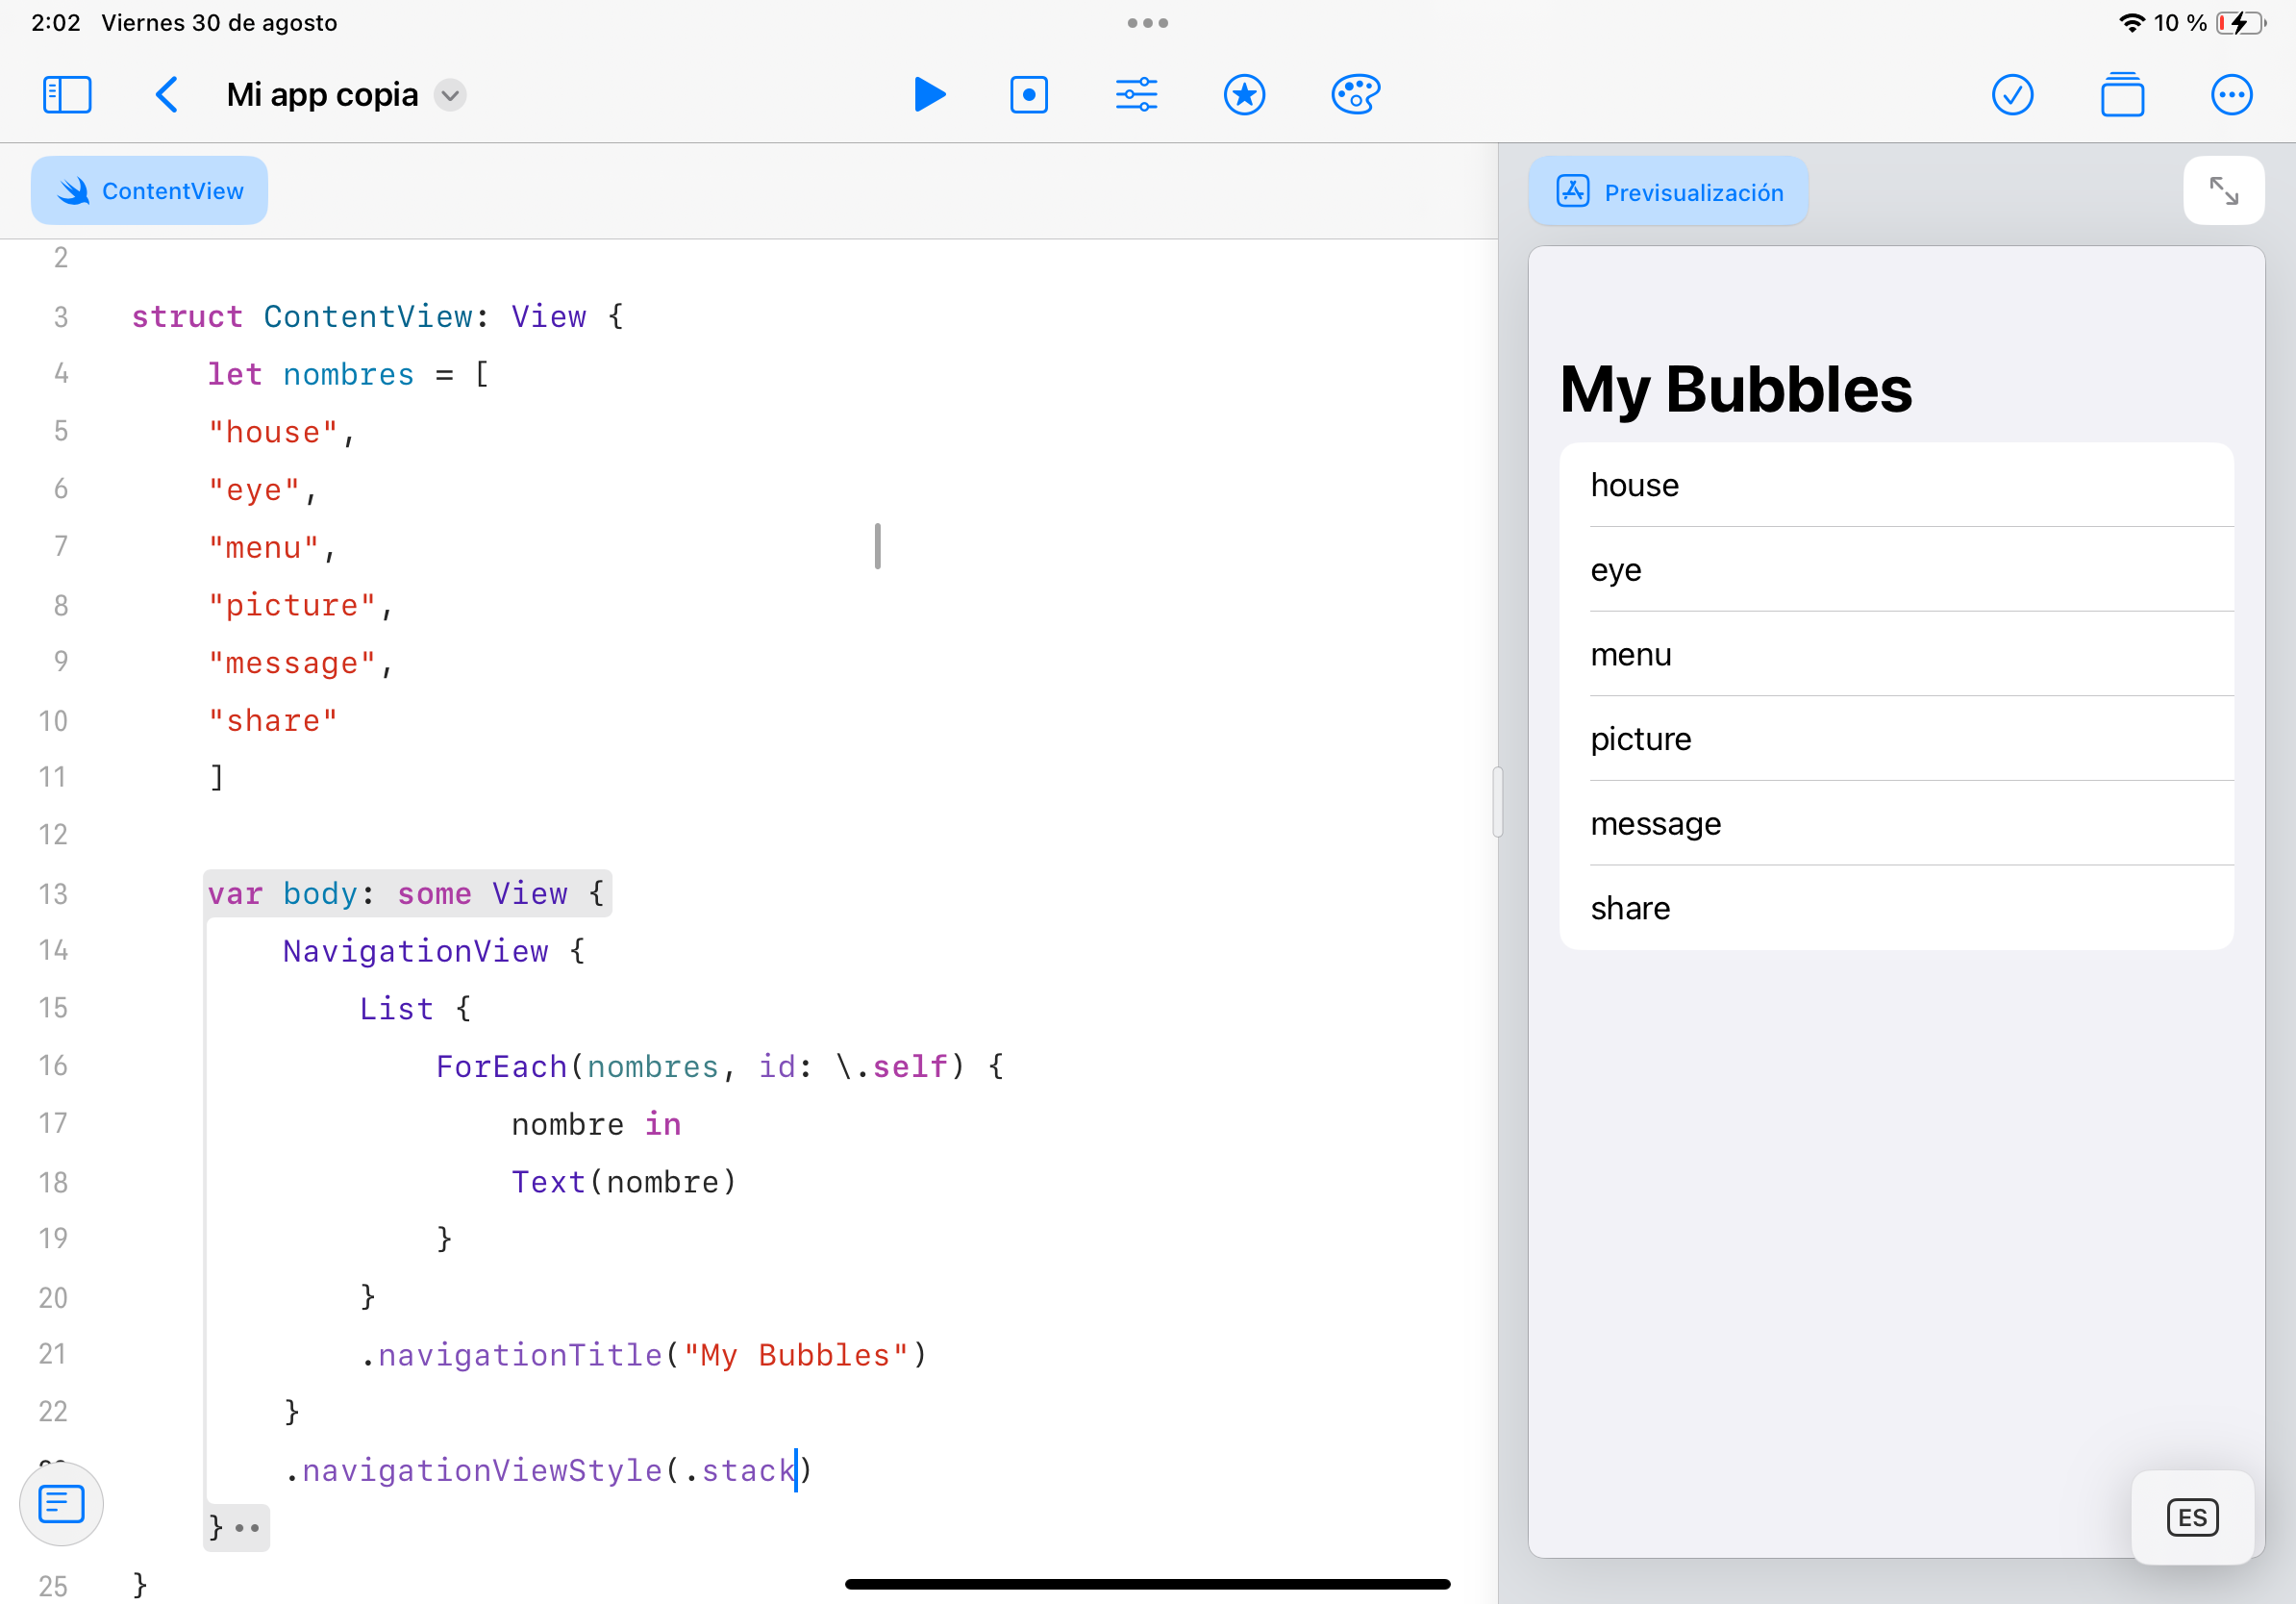 2:02 Viernes 30 de agosto
10 %
Mi app copia
ContentView
2
3 struct ContentView: View {
4 let nombres = [
5 "house",
6 "eye",
7 "menu",
8 "picture",
9 "message",
10 "share"
11 ]
12
13 var body: some View {
14 NavigationView {
15 List {
16 ForEach(nombres, id: \.self) {
17 nombre in
18 Text(nombre)
19 }
20 }
21 .navigationTitle("My Bubbles")
22 }
.navigationViewStyle(.stack)
}
25 }
Previsualización
My Bubbles
house
eye
menu
picture
message
share
ES